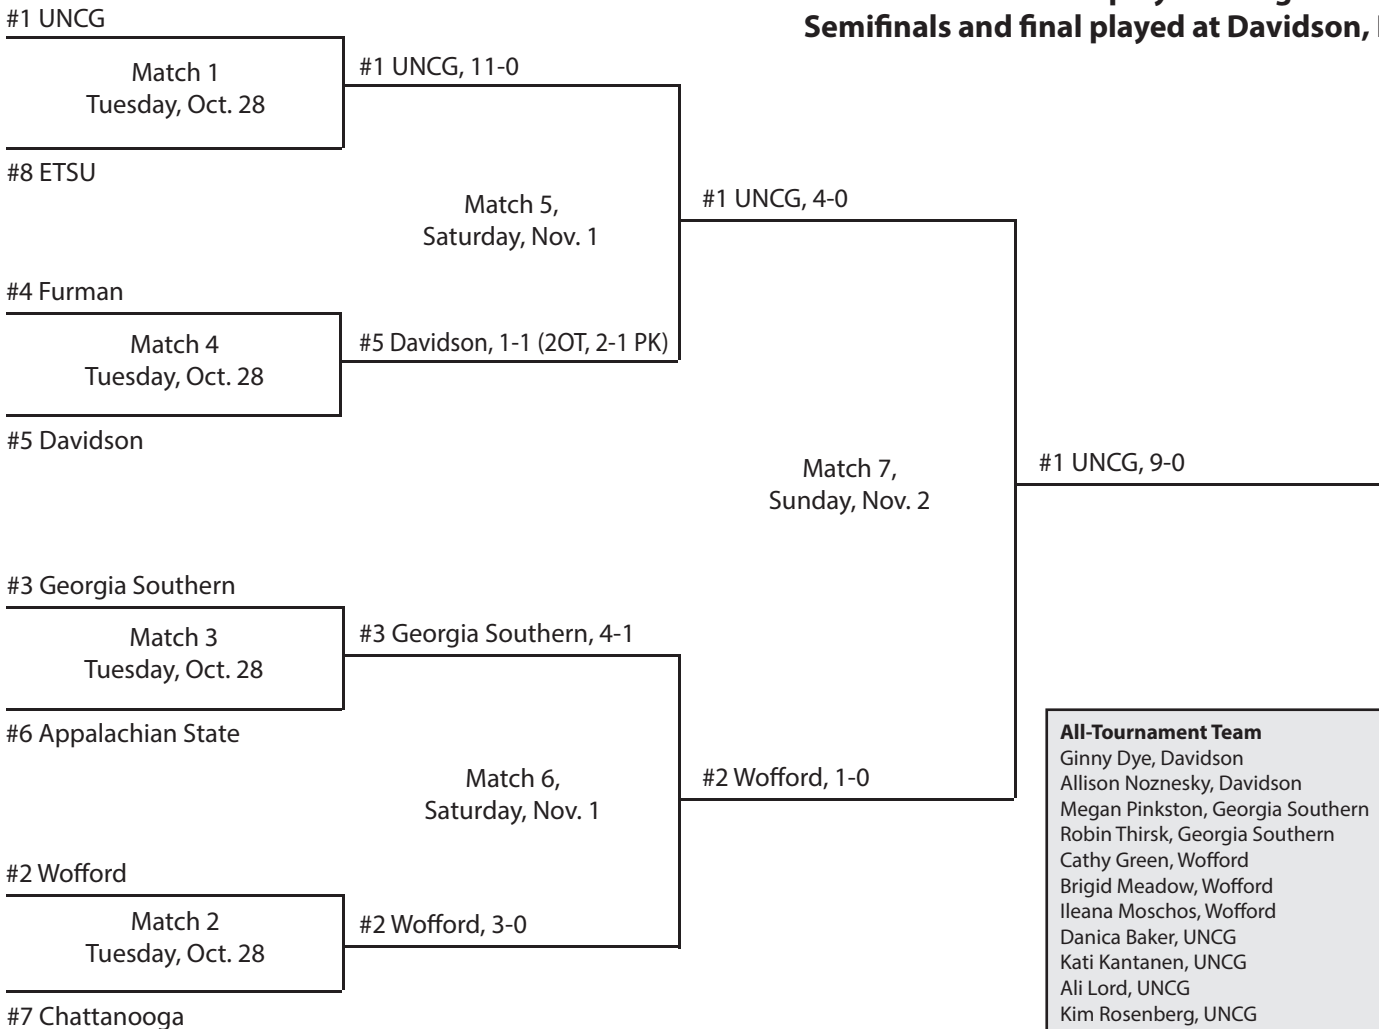 Semifinals and final played at Davidson,
#1 UNCG
Match 1
Tuesday, Oct. 28
#1 UNCG, 11-0
#8 ETSU
Match 5,
Saturday, Nov. 1
#1 UNCG, 4-0
#4 Furman
Match 4
Tuesday, Oct. 28
#5 Davidson, 1-1 (2OT, 2-1 PK)
#5 Davidson
Match 7,
Sunday, Nov. 2
#1 UNCG, 9-0
#3 Georgia Southern
Match 3
Tuesday, Oct. 28
#3 Georgia Southern, 4-1
#6 Appalachian State
Match 6,
Saturday, Nov. 1
#2 Wofford, 1-0
#2 Wofford
Match 2
Tuesday, Oct. 28
#2 Wofford, 3-0
#7 Chattanooga
All-Tournament Team
Ginny Dye, Davidson
Allison Noznesky, Davidson
Megan Pinkston, Georgia Southern
Robin Thirsk, Georgia Southern
Cathy Green, Wofford
Brigid Meadow, Wofford
Ileana Moschos, Wofford
Danica Baker, UNCG
Kati Kantanen, UNCG
Ali Lord, UNCG
Kim Rosenberg, UNCG